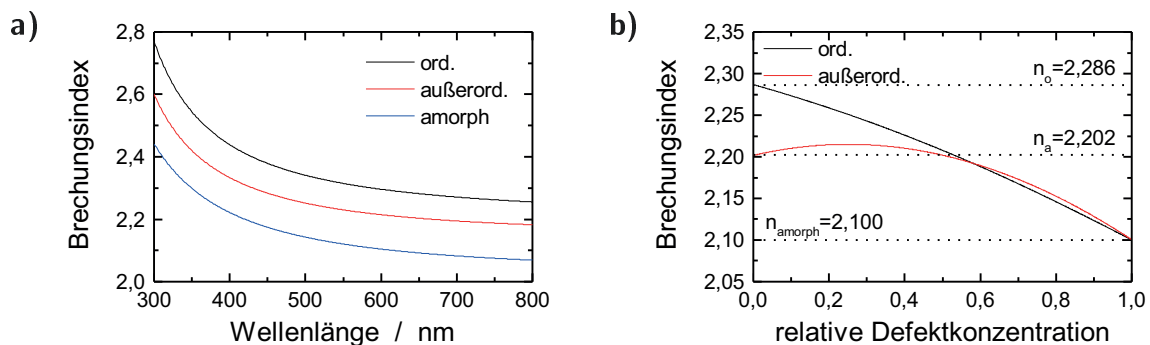 a)
Brechungsindex
2,8
2,6
2,4
2,2
2,0
ord.
außerord.
amorph
300 400 500 600 700 800
Wellenlänge / nm
b)
Brechungsindex
2,35
2,30
2,25
2,20
2,15
2,10
2,05
ord.
außerord.
n_o=2,286
n_a=2,202
n_amorph=2,100
0,0 0,2 0,4 0,6 0,8 1,0
relative Defektkonzentration